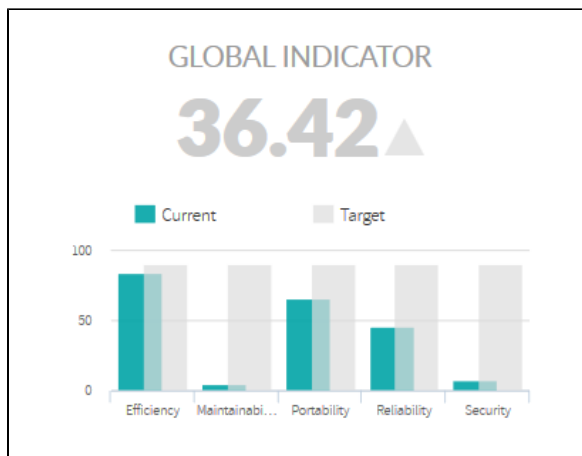 GLOBAL INDICATOR
36.42
Current Target
100
50
0
Efficiency Maintainabi... Portability Reliability Security